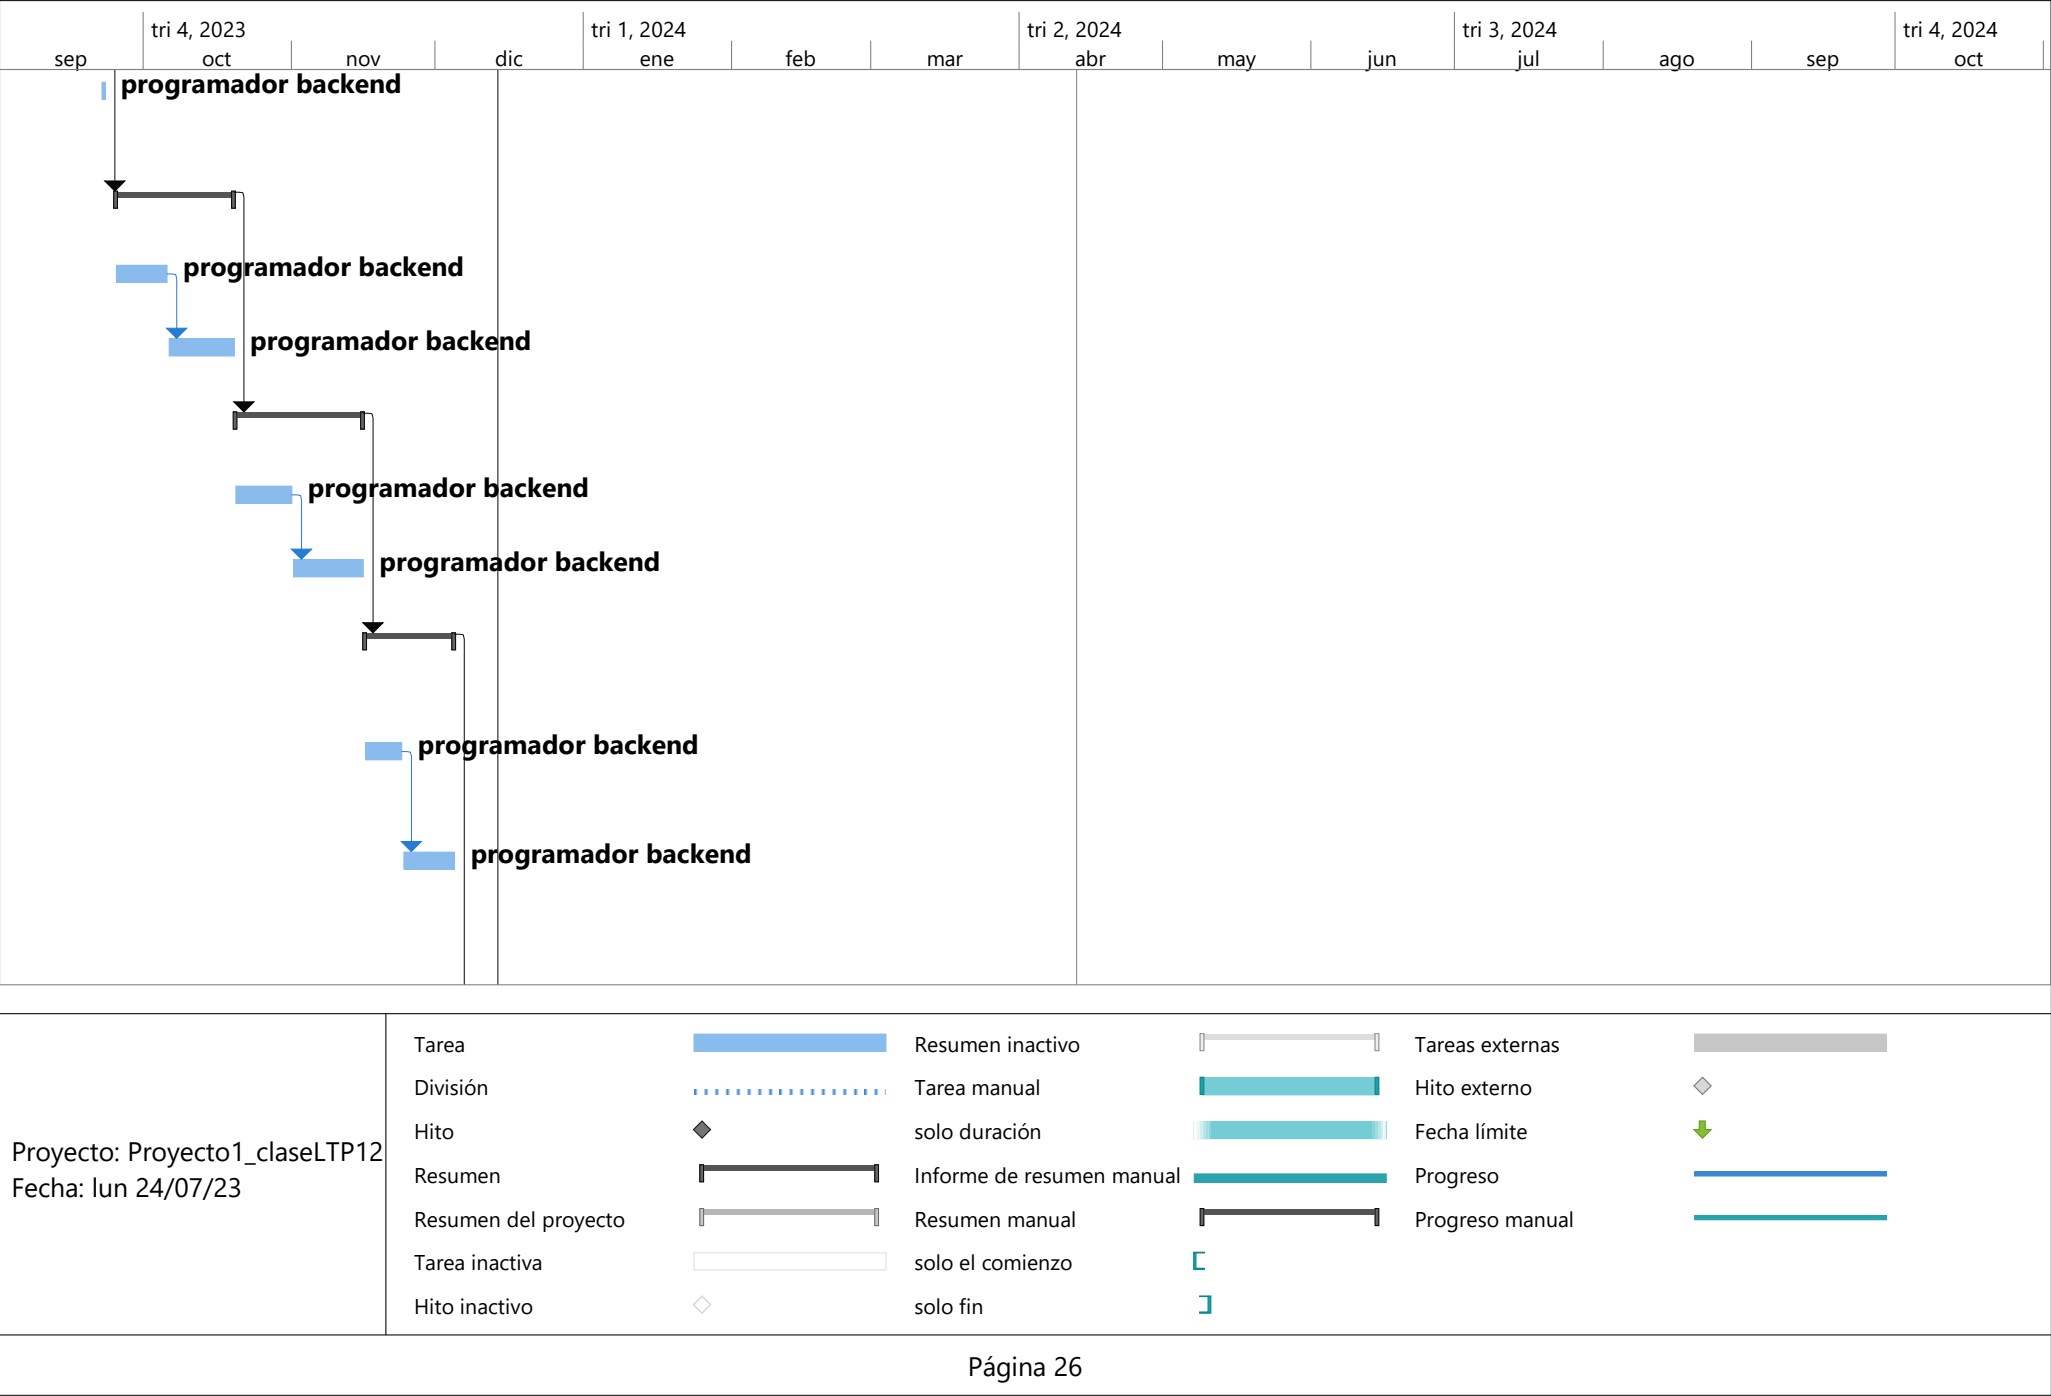 tri 4, 2023 tri 1, 2024 tri 2, 2024 tri 3, 2024 tri 4, 2024
sep oct nov dic ene feb mar abr may jun jul ago sep oct
programador backend
programador backend
programador backend
programador backend
programador backend
programador backend
programador backend
Proyecto: Proyecto1_claseLTP12
Fecha: lun 24/07/23
Tarea
División
Hito
Resumen
Resumen del proyecto
Tarea inactiva
Hito inactivo
Resumen inactivo
Tarea manual
solo duración
Informe de resumen manual
Resumen manual
solo el comienzo
solo fin
Tareas externas
Hito externo
Fecha límite
Progreso
Progreso manual
Página 26